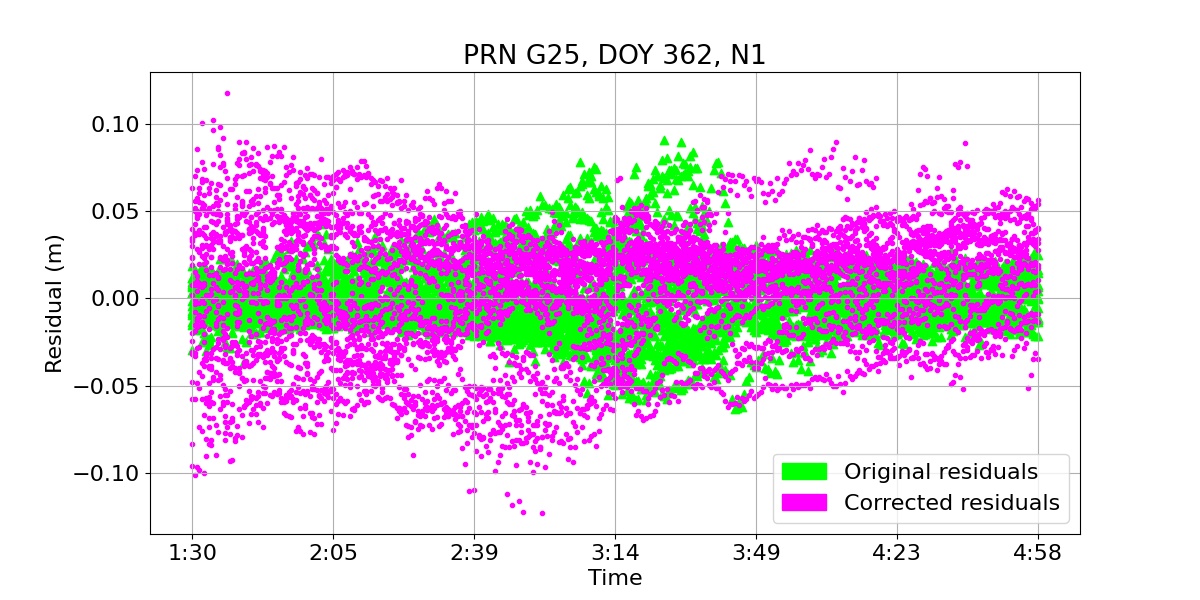 PRN G25, DOY 362, N1
Residual (m)
0.10
0.05
0.00
−0.05
−0.10
Original residuals
Corrected residuals
1:30 2:05 2:39 3:14 3:49 4:23 4:58
Time